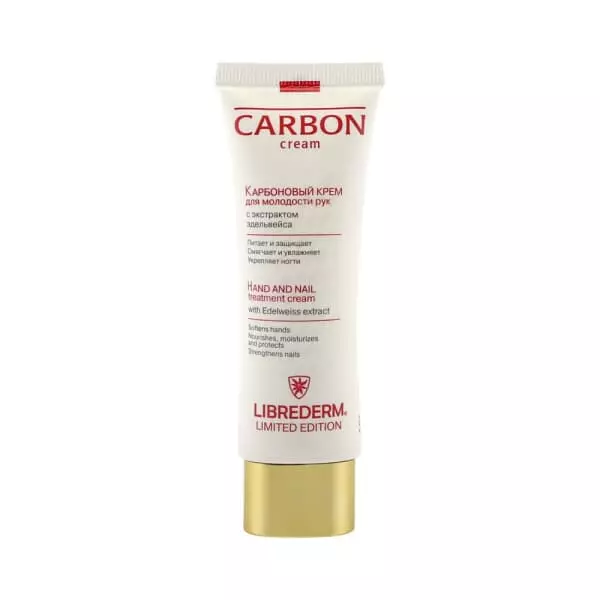 CARBON
cream
КАРБОНОВЫЙ КРЕМ
для молодости рук
с экстрактом
эдельвейса
Питает и защищает
Смягчает и увлажняет
Укрепляет ногти
HAND AND NAIL
treatment cream
with Edelweiss extract
Softens hands
Nourishes, moisturizes
and protects
Strengthens nails
LIBREDERM®
LIMITED EDITION